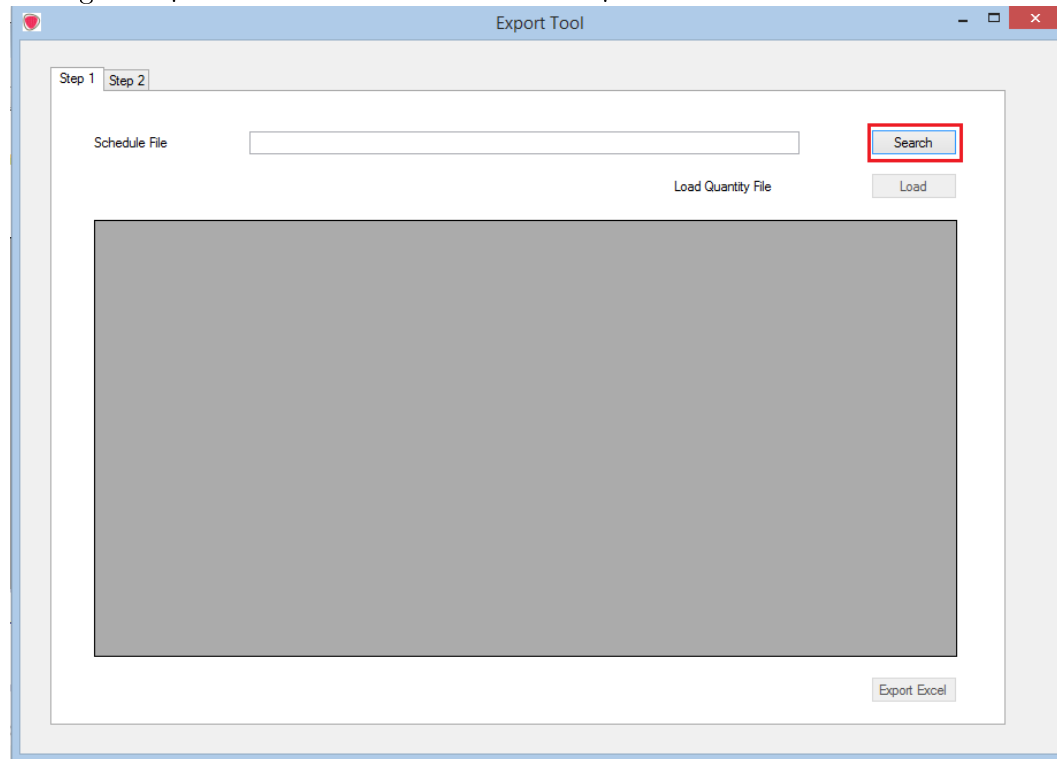 Export Tool
Step 1 Step 2
Schedule File Search
Load Quantity File Load
Export Excel